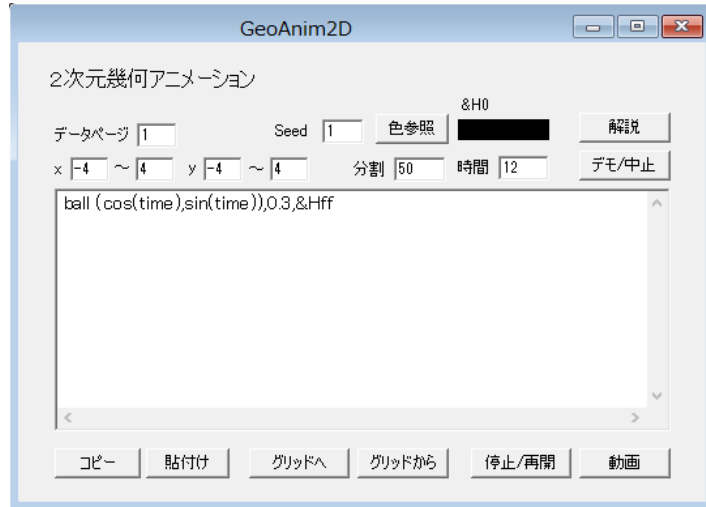 GeoAnim2D
２次元幾何アニメーション
&H0
データページ 1 Seed 1 色参照 解説
x -4 ～ 4 y -4 ～ 4 分割 50 時間 12 デモ/中止
ball (cos(time),sin(time)),0.3,&Hff
コピー 貼付け グリッドへ グリッドから 停止/再開 動画